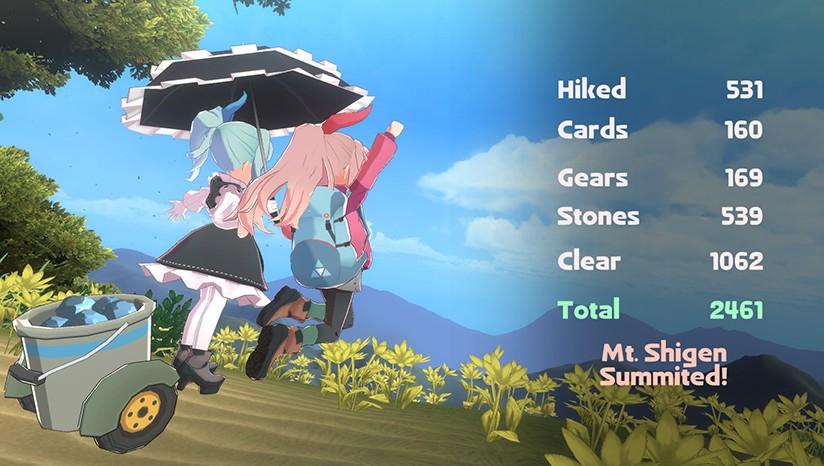 Hiked 531
Cards 160
Gears 169
Stones 539
Clear 1062
Total 2461
Mt. Shigen
Summited!